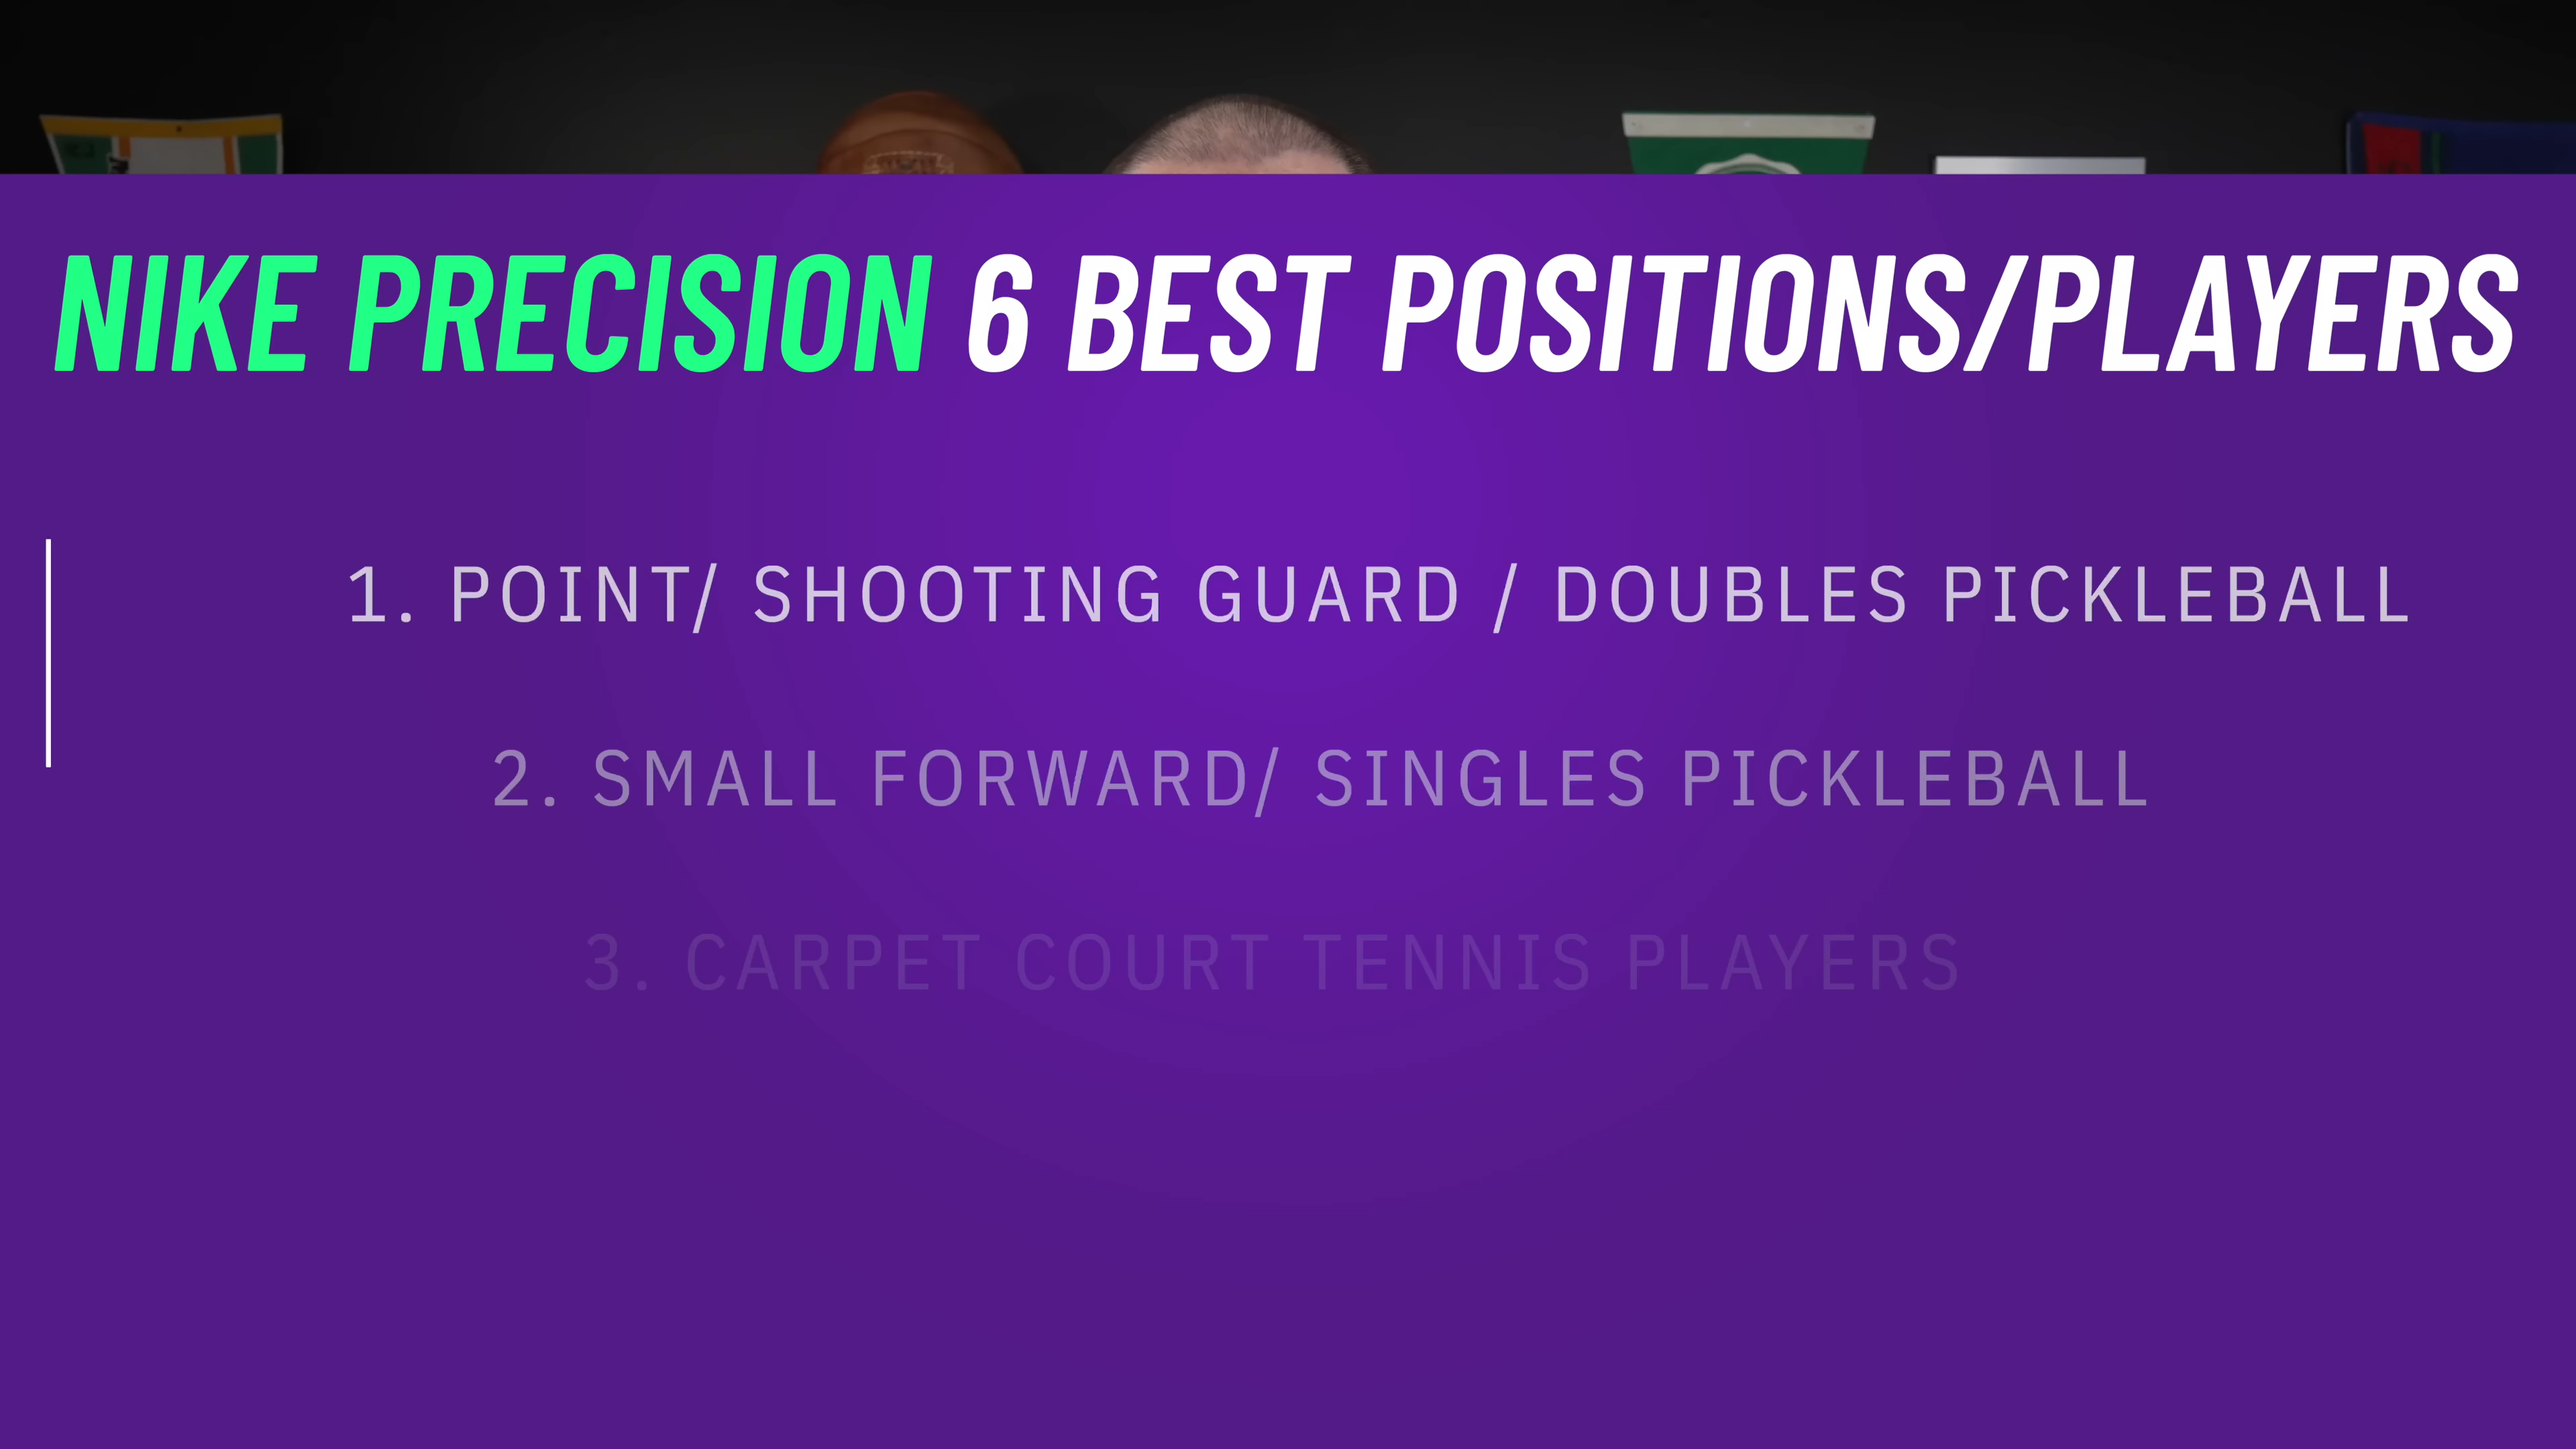 NIKE PRECISION 6 BEST POSITIONS/PLAYERS
1. POINT/ SHOOTING GUARD / DOUBLES PICKLEBALL
2. SMALL FORWARD/ SINGLES PICKLEBALL
3. CARPET COURT TENNIS PLAYERS